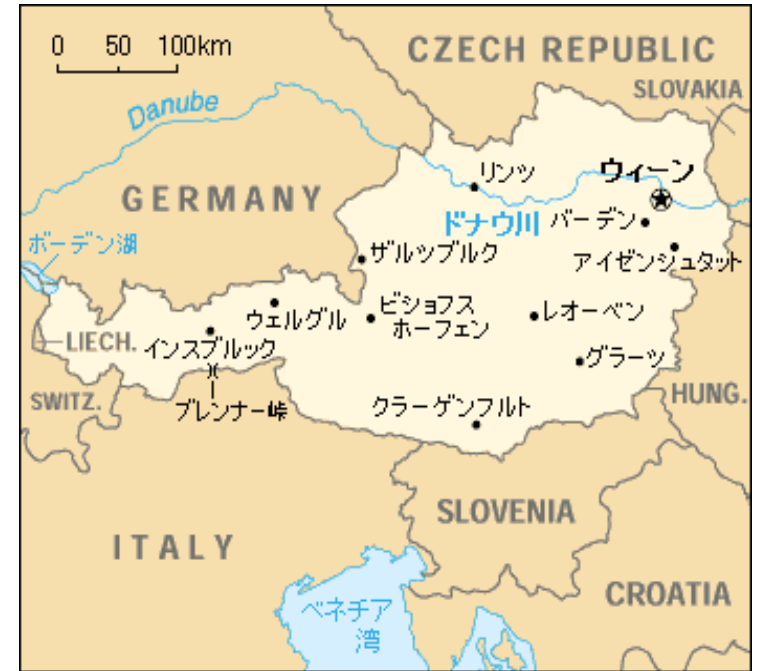 0 50 100km
CZECH REPUBLIC
SLOVAKIA
Danube
リンツ
ウィーン
GERMANY
ドナウ川
バーデン
ボーデン湖
ザルツブルク
アイゼンシュタット
ビショフス
ホーフェン
ウェルグル
レオーベン
LIECH.
インスブルック
グラーツ
SWITZ.
ブレンナー峠
クラーゲンフルト
HUNG.
SLOVENIA
ITALY
CROATIA
ベネチア
湾